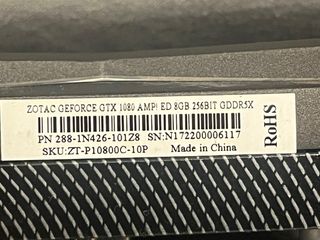 ZOTAC GEFORCE GTX 1080 AMP! ED 8GB 256BIT GDDR5X
PN 288-1N426-101Z8 SN:N172200006117
SKU:ZT-P10800C-10P Made in China
RoHS